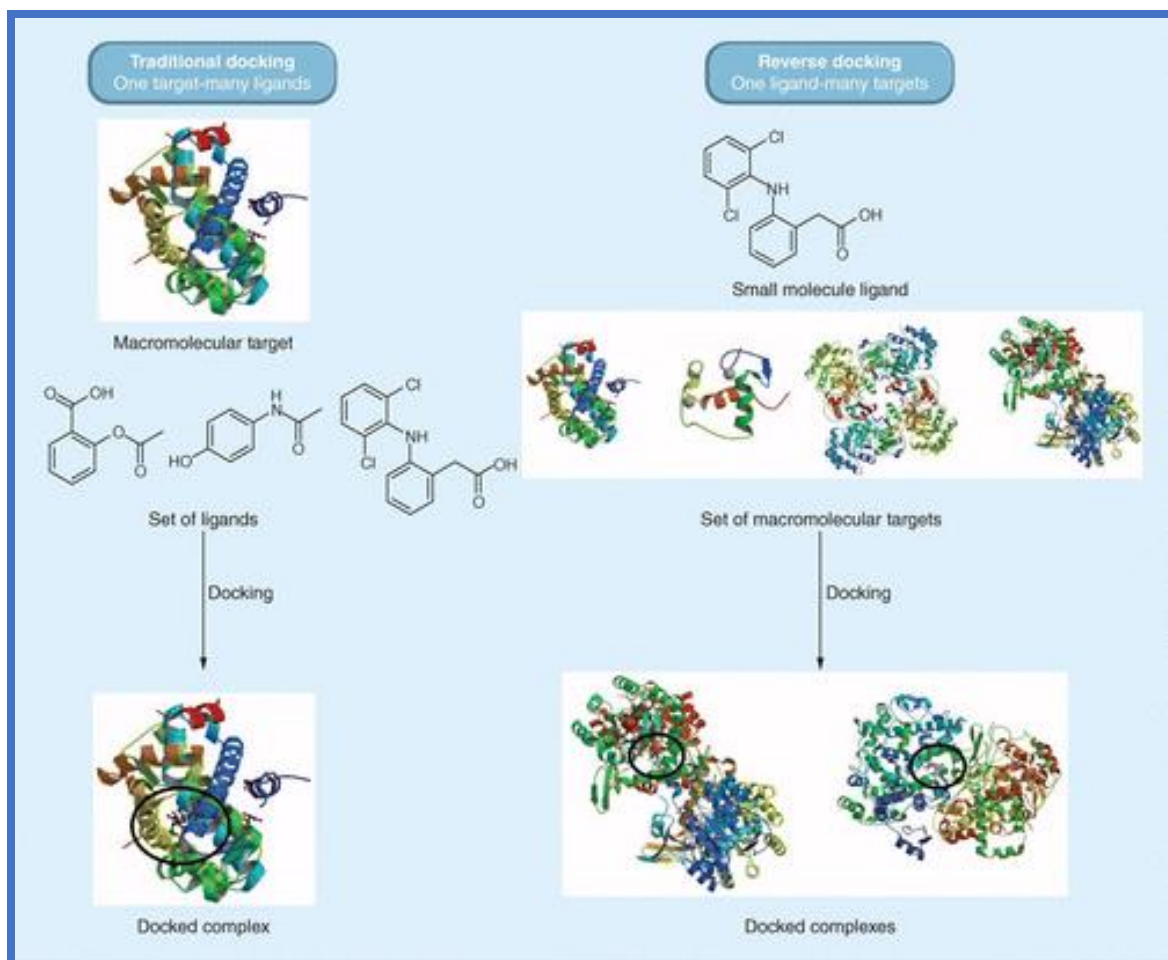 Traditional docking
One target-many ligands
Macromolecular target
OH
O
O
O
H
N
HO
O
Cl
NH
Cl
OH
O
Set of ligands
Docking
Docked complex
Reverse docking
One ligand-many targets
Cl
NH
Cl
OH
O
Small molecule ligand
Set of macromolecular targets
Docking
Docked complexes